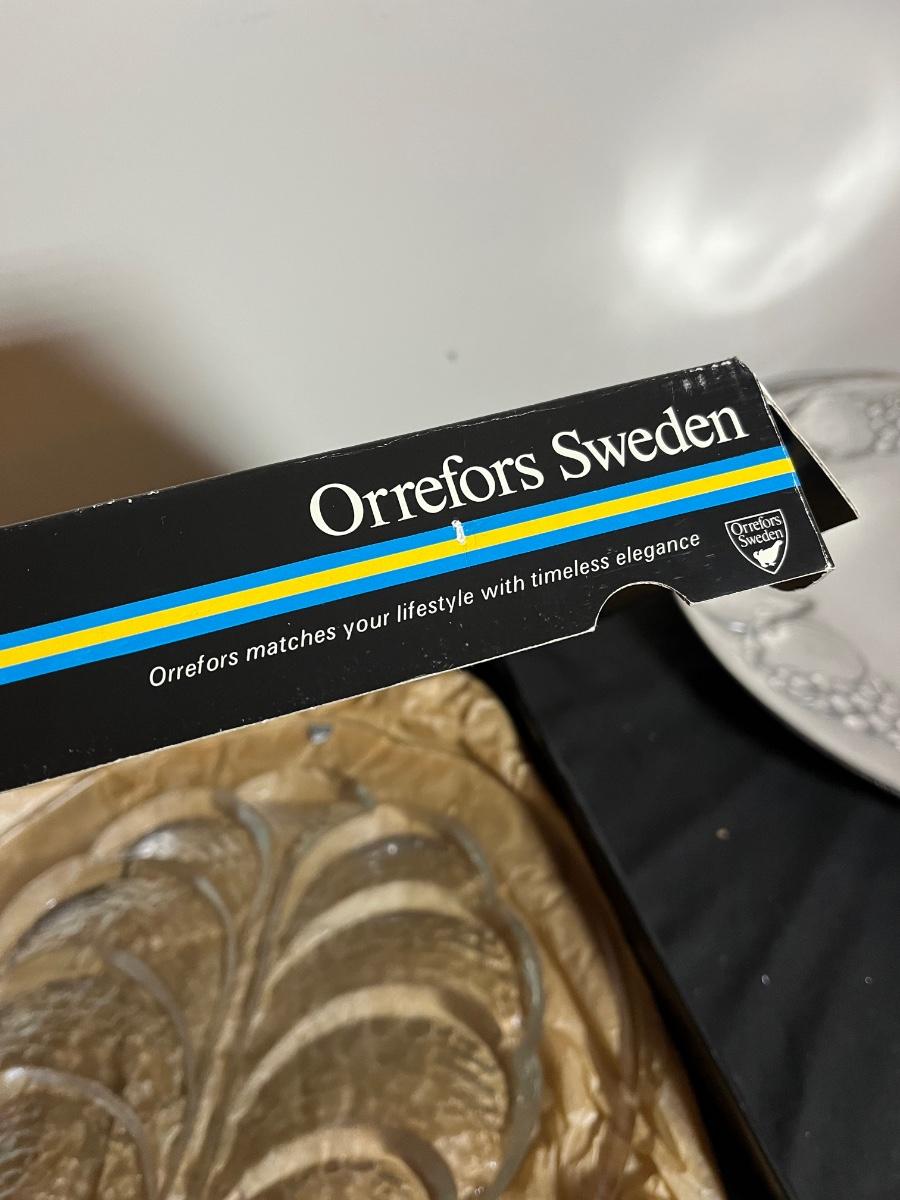 Orrefors Sweden
Orrefors matches your lifestyle with timeless elegance
Orrefors
Sweden